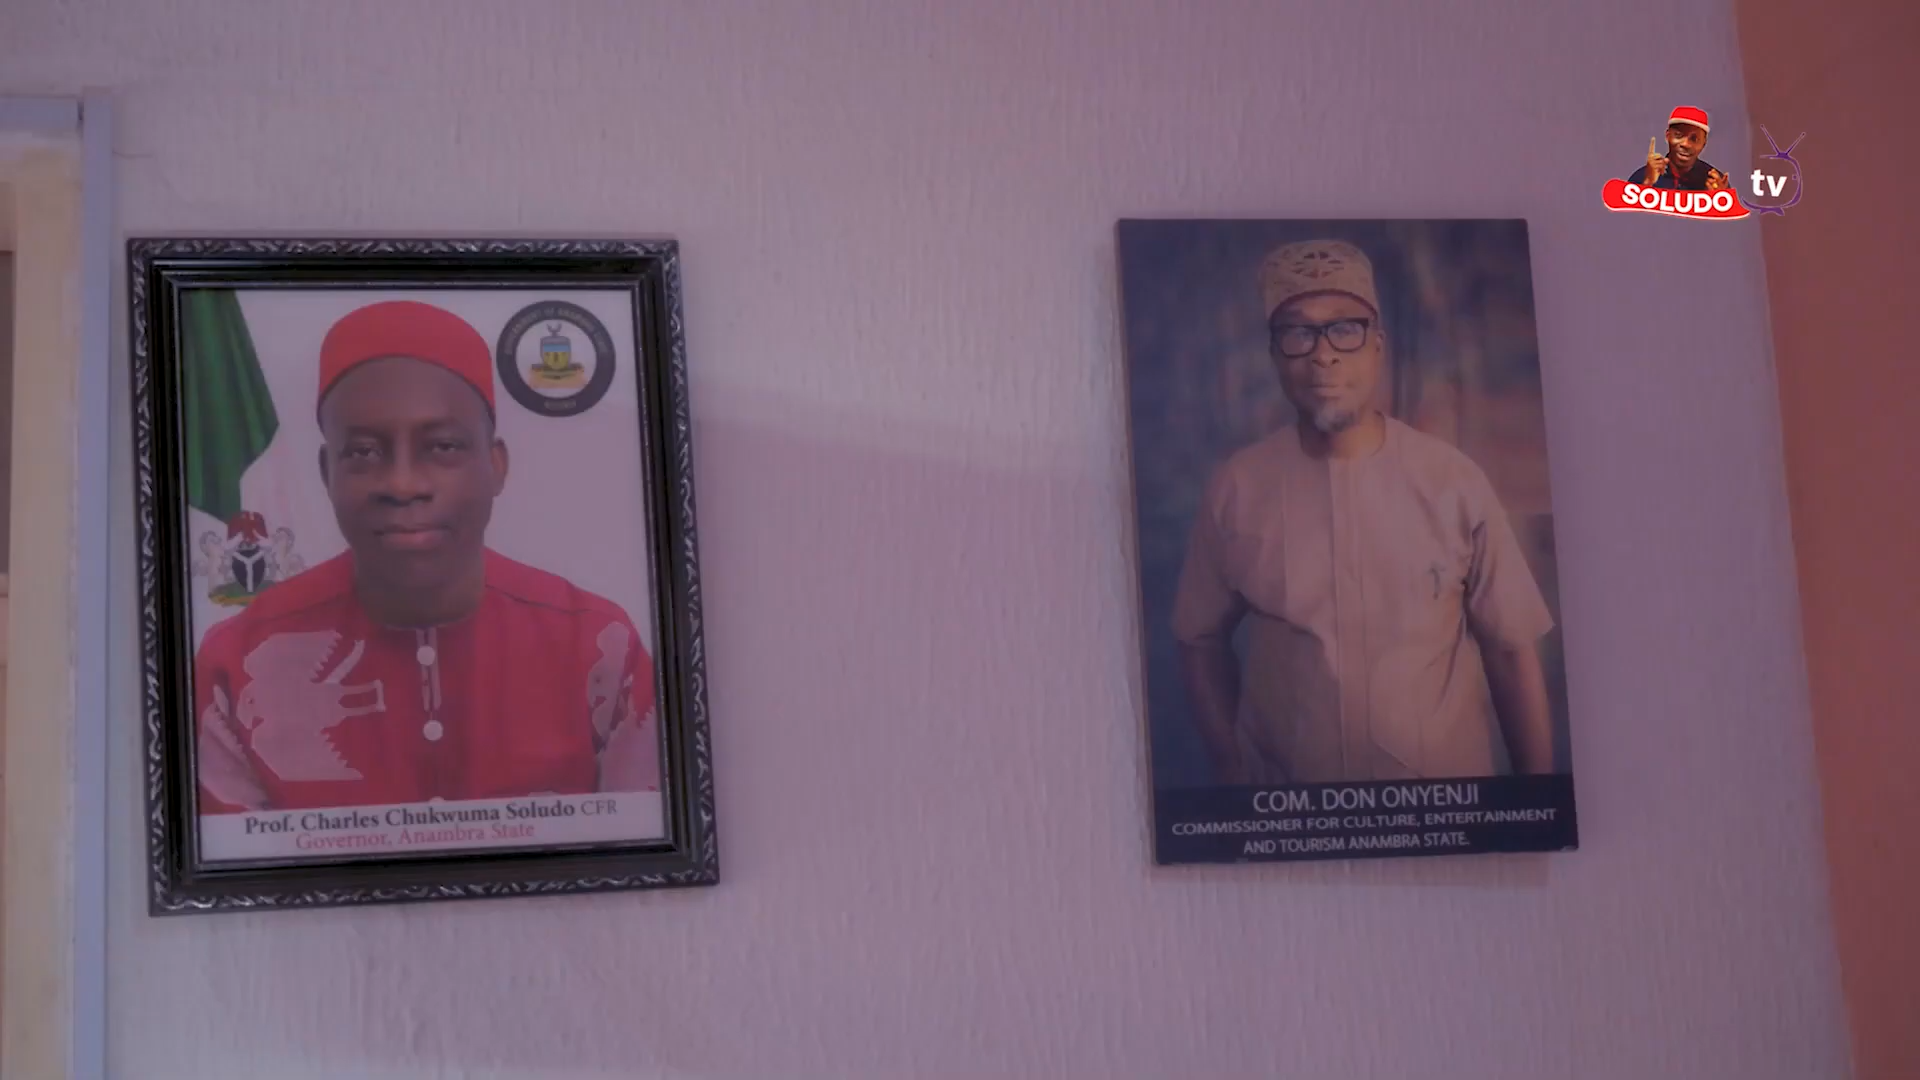 SOLUDO tv
Prof. Charles Chukwuma Soludo CFR
Governor, Anambra State
COM. DON ONYENJI
COMMISSIONER FOR CULTURE, ENTERTAINMENT
AND TOURISM ANAMBRA STATE.